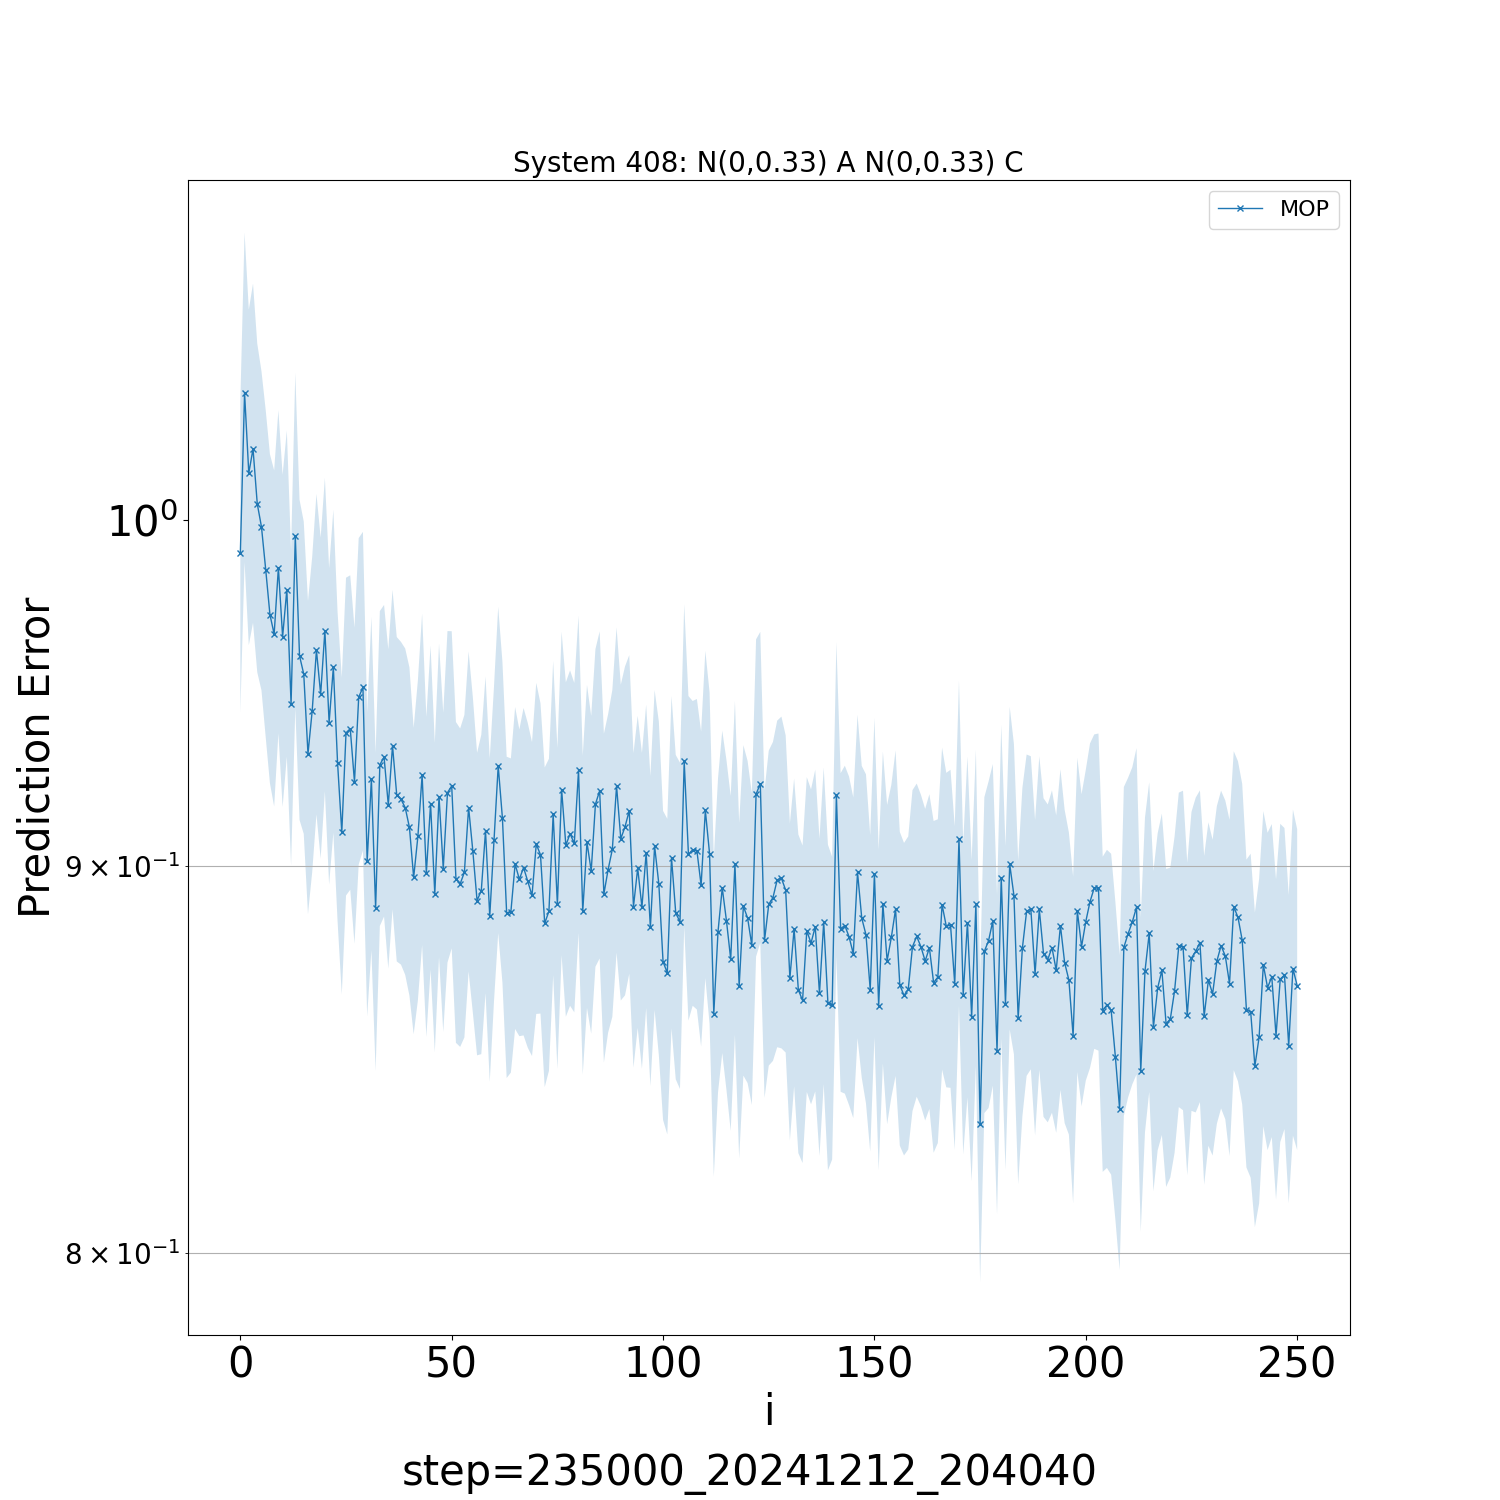 System 408: N(0,0.33) A N(0,0.33) C
MOP
10⁰
9 × 10⁻¹
8 × 10⁻¹
Prediction Error
0 50 100 150 200 250
i
step=235000_20241212_204040